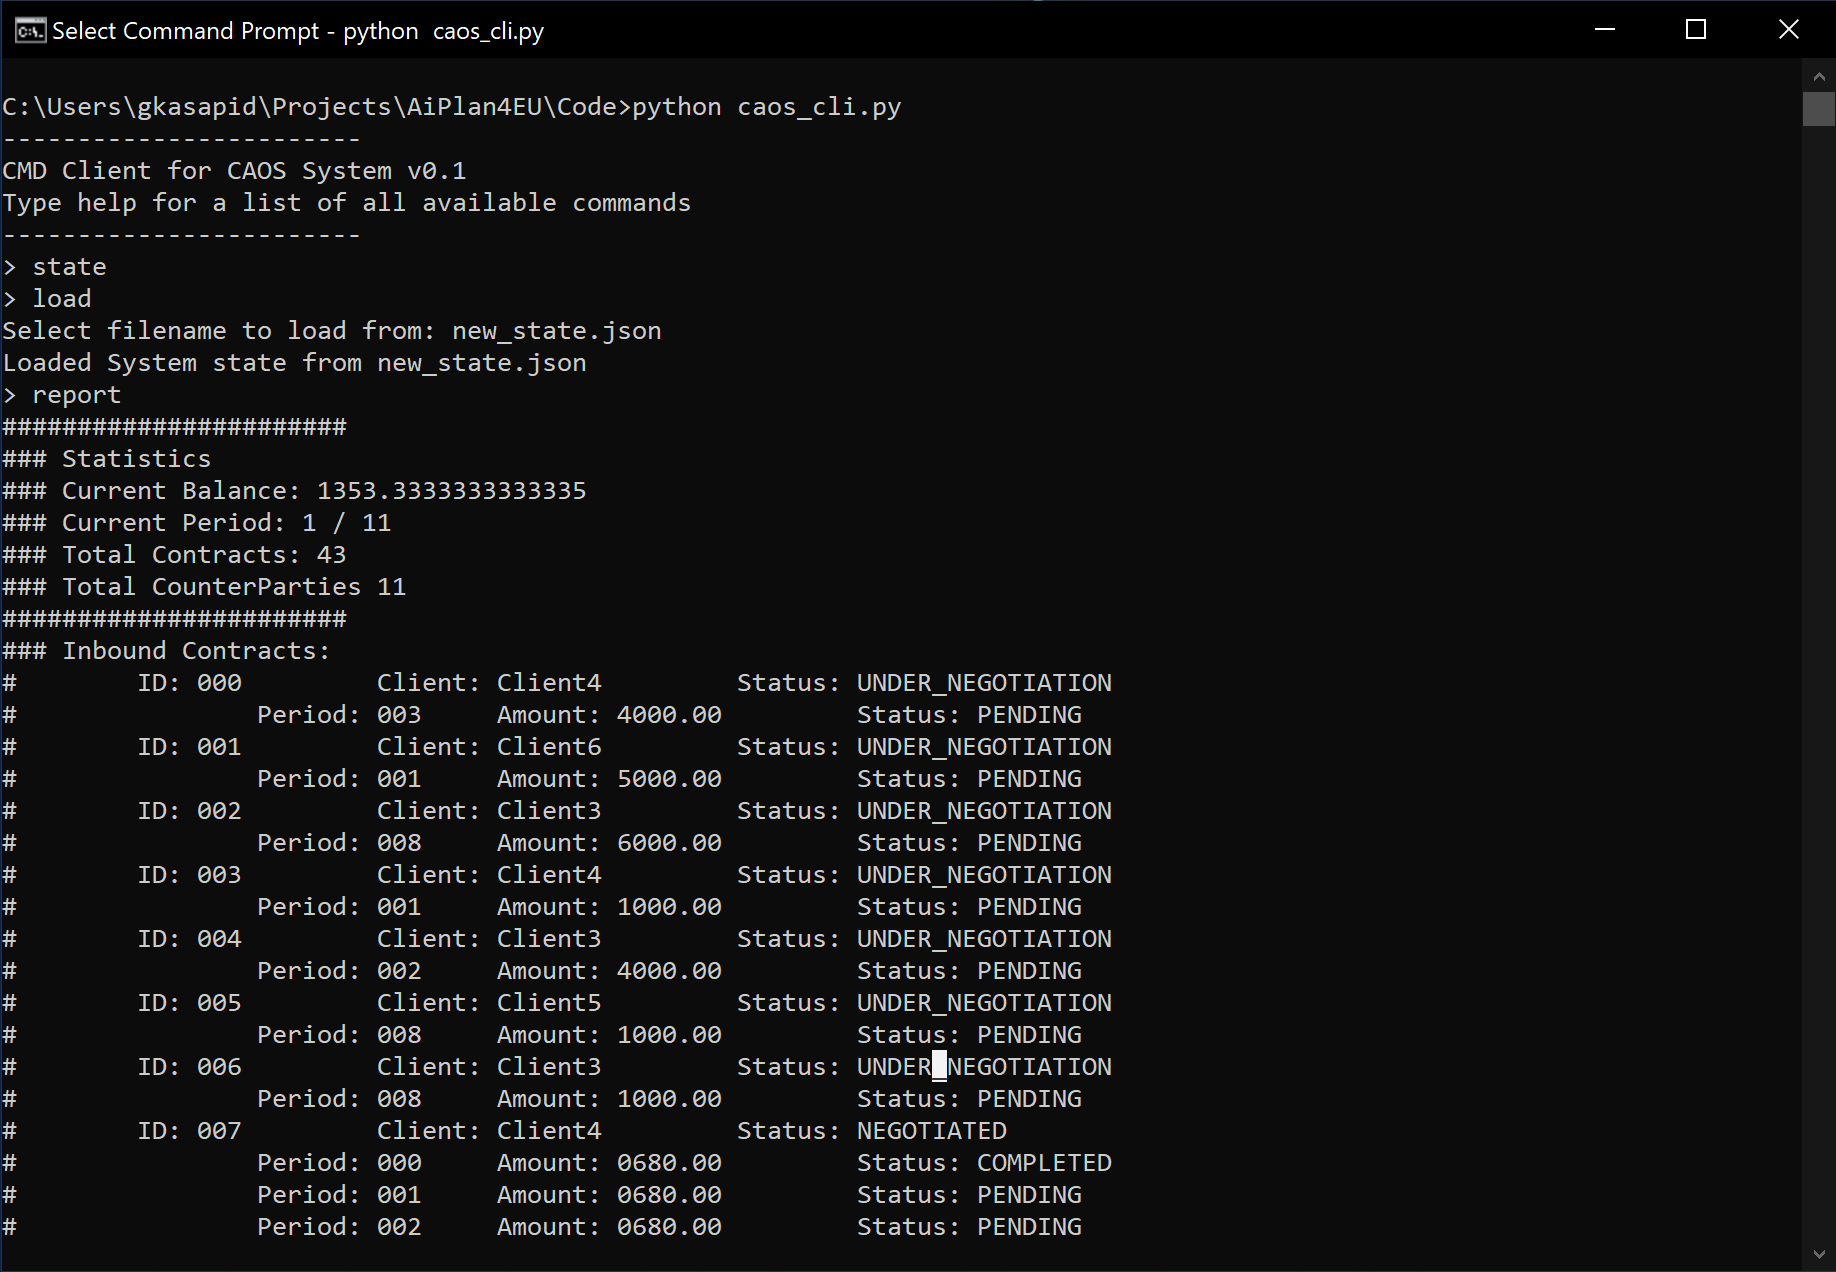 Select Command Prompt - python  caos_cli.py
C:\Users\gkasapid\Projects\AiPlan4EU\Code>python caos_cli.py
------------------------
CMD Client for CAOS System v0.1
Type help for a list of all available commands
------------------------
> state
> load
Select filename to load from: new_state.json
Loaded System state from new_state.json
> report
#######################
### Statistics
### Current Balance: 1353.3333333333335
### Current Period: 1 / 11
### Total Contracts: 43
### Total CounterParties 11
#######################
### Inbound Contracts:
#        ID: 000         Client: Client4         Status: UNDER_NEGOTIATION
#                Period: 003     Amount: 4000.00         Status: PENDING
#        ID: 001         Client: Client6         Status: UNDER_NEGOTIATION
#                Period: 001     Amount: 5000.00         Status: PENDING
#        ID: 002         Client: Client3         Status: UNDER_NEGOTIATION
#                Period: 008     Amount: 6000.00         Status: PENDING
#        ID: 003         Client: Client4         Status: UNDER_NEGOTIATION
#                Period: 001     Amount: 1000.00         Status: PENDING
#        ID: 004         Client: Client3         Status: UNDER_NEGOTIATION
#                Period: 002     Amount: 4000.00         Status: PENDING
#        ID: 005         Client: Client5         Status: UNDER_NEGOTIATION
#                Period: 008     Amount: 1000.00         Status: PENDING
#        ID: 006         Client: Client3         Status: UNDER_NEGOTIATION
#                Period: 008     Amount: 1000.00         Status: PENDING
#        ID: 007         Client: Client4         Status: NEGOTIATED
#                Period: 000     Amount: 0680.00         Status: COMPLETED
#                Period: 001     Amount: 0680.00         Status: PENDING
#                Period: 002     Amount: 0680.00         Status: PENDING